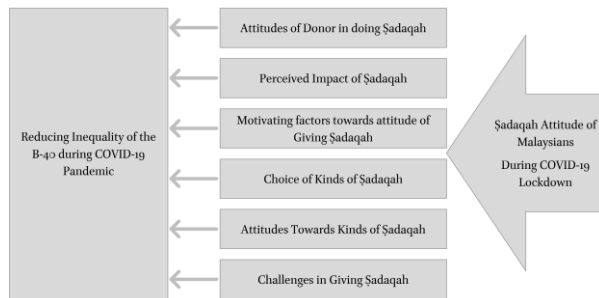 Attitudes of Donor in doing Ṣadaqah
Perceived Impact of Ṣadaqah
Motivating factors towards attitude of
Giving Ṣadaqah
Choice of Kinds of Ṣadaqah
Attitudes Towards Kinds of Ṣadaqah
Challenges in Giving Ṣadaqah
Reducing Inequality of the
B-40 during COVID-19
Pandemic
Ṣadaqah Attitude of
Malaysians
During COVID-19
Lockdown